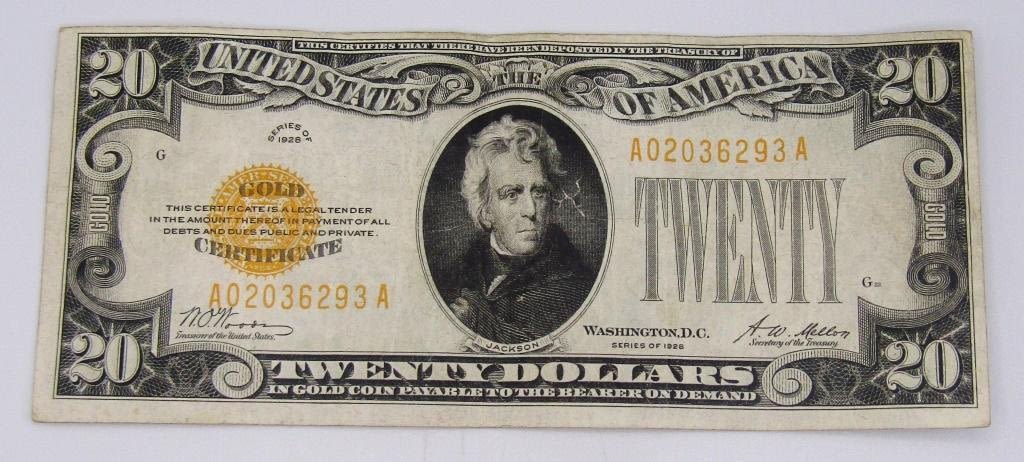 THIS CERTIFIES THAT THERE HAVE BEEN DEPOSITED IN THE TREASURY OF
20 UNITED STATES THE OF AMERICA 20
SERIES OF
1928
G
A02036293A
GOLD
THIS CERTIFICATE IS A LEGAL TENDER
IN THE AMOUNT THEREOF IN PAYMENT OF ALL
DEBTS AND DUES PUBLIC AND PRIVATE.
CERTIFICATE
GOLD
TWENTY
GOLD
A02036293A
G
W.O. Woods
Treasurer of the United States.
JACKSON
WASHINGTON, D.C.
SERIES OF 1928
A. W. Mellon
Secretary of the Treasury
20 TWENTY DOLLARS 20
IN GOLD COIN PAYABLE TO THE BEARER ON DEMAND